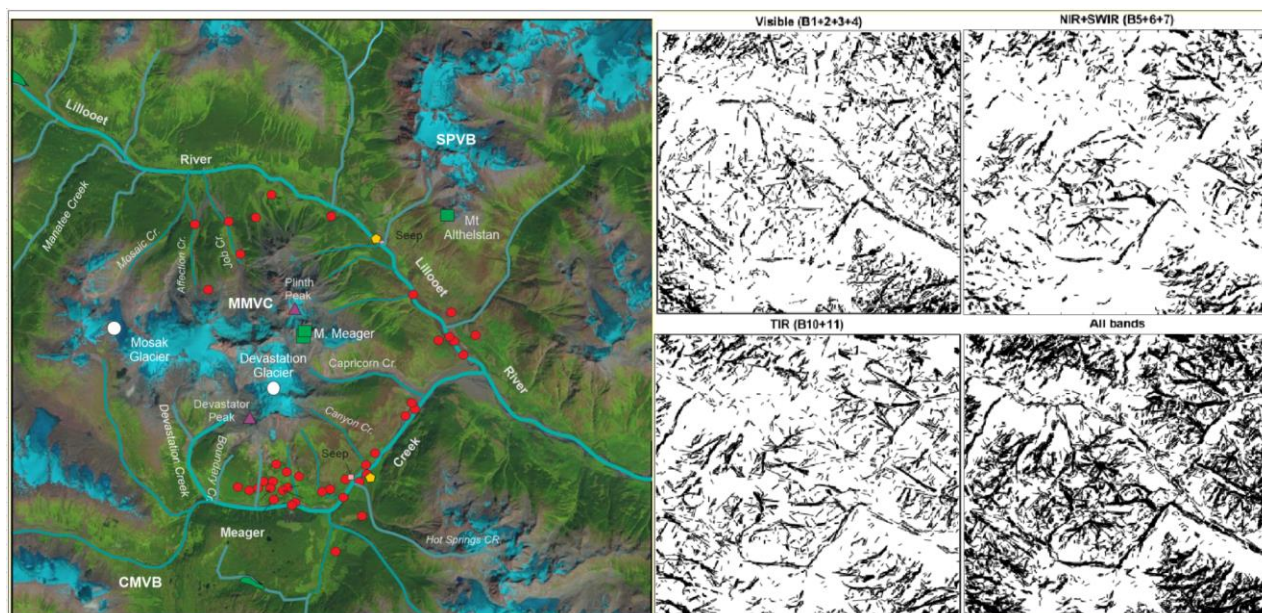 Lillooet
River
Manatee Creek
Mosaic Cr.
Affection Cr.
Job Cr.
SPVB
Seep
Mt
Althelstan
Lillooet
Plinth
Peak
MMVC
M. Meager
Mosak
Glacier
Devastation
Glacier
Capricorn Cr.
River
Devastator
Peak
Canyon Cr.
Devastation Creek
Boundary Cr.
Seep
Creek
Meager
Hot Springs CR.
CMVB
Visible (B1+2+3+4)
NIR+SWIR (B5+6+7)
TIR (B10+11)
All bands